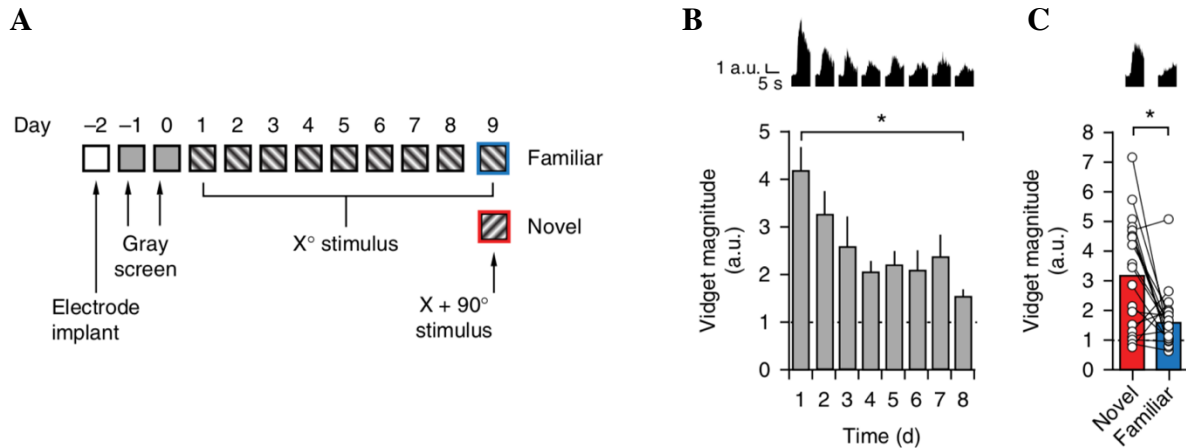 A
Day
–2 –1 0 1 2 3 4 5 6 7 8 9
Familiar
Novel
X° stimulus
Gray
screen
Electrode
implant
X + 90°
stimulus
B
1 a.u.
5 s
*
Vidget magnitude
(a.u.)
5
4
3
2
1
0
1 2 3 4 5 6 7 8
Time (d)
C
*
Vidget magnitude
(a.u.)
8
7
6
5
4
3
2
1
0
Novel
Familiar